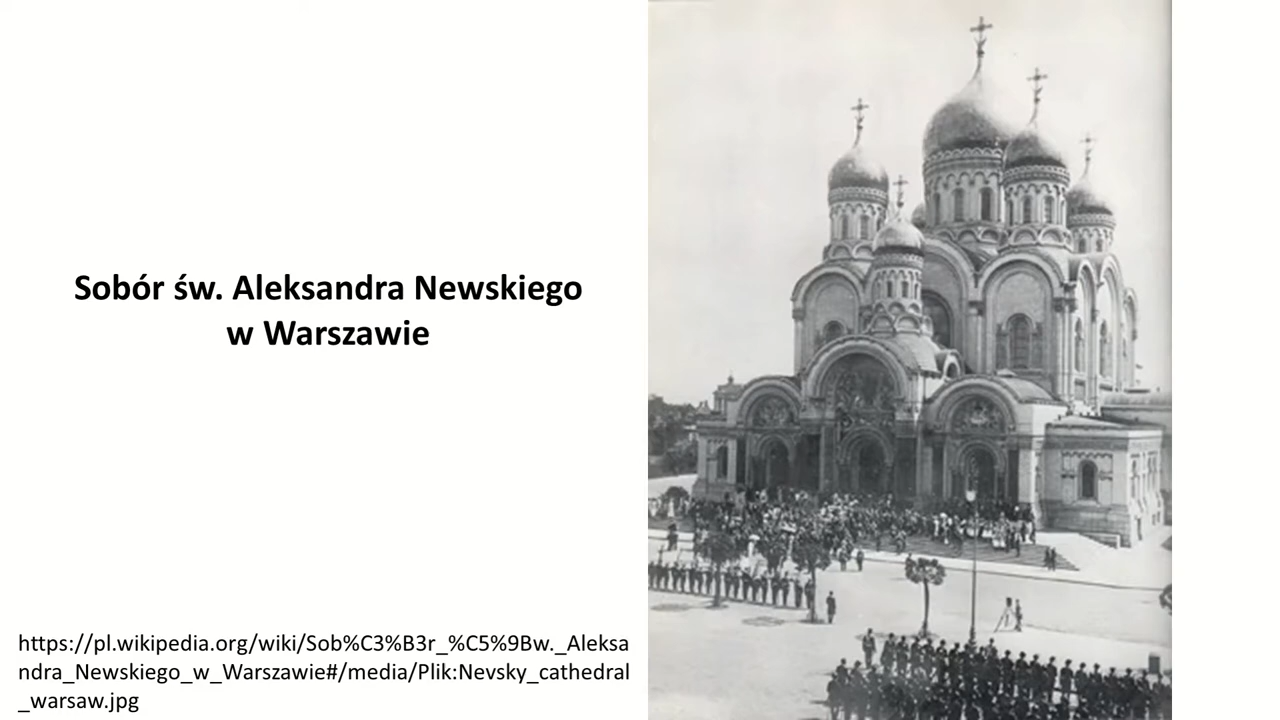 Sobór św. Aleksandra Newskiego
w Warszawie
https://pl.wikipedia.org/wiki/Sob%C3%B3r_%C5%9Bw._Aleksa
ndra_Newskiego_w_Warszawie#/media/Plik:Nevsky_cathedral
_warsaw.jpg